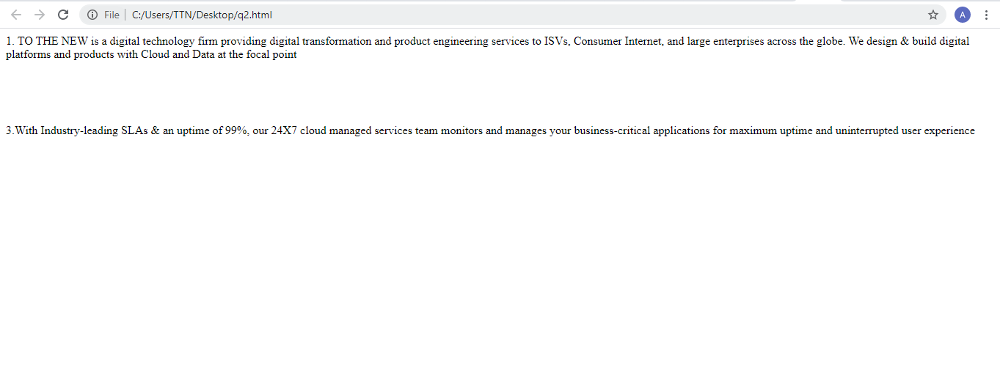 File | C:/Users/TTN/Desktop/q2.html
A
1. TO THE NEW is a digital technology firm providing digital transformation and product engineering services to ISVs, Consumer Internet, and large enterprises across the globe. We design & build digital
platforms and products with Cloud and Data at the focal point
3.With Industry-leading SLAs & an uptime of 99%, our 24X7 cloud managed services team monitors and manages your business-critical applications for maximum uptime and uninterrupted user experience